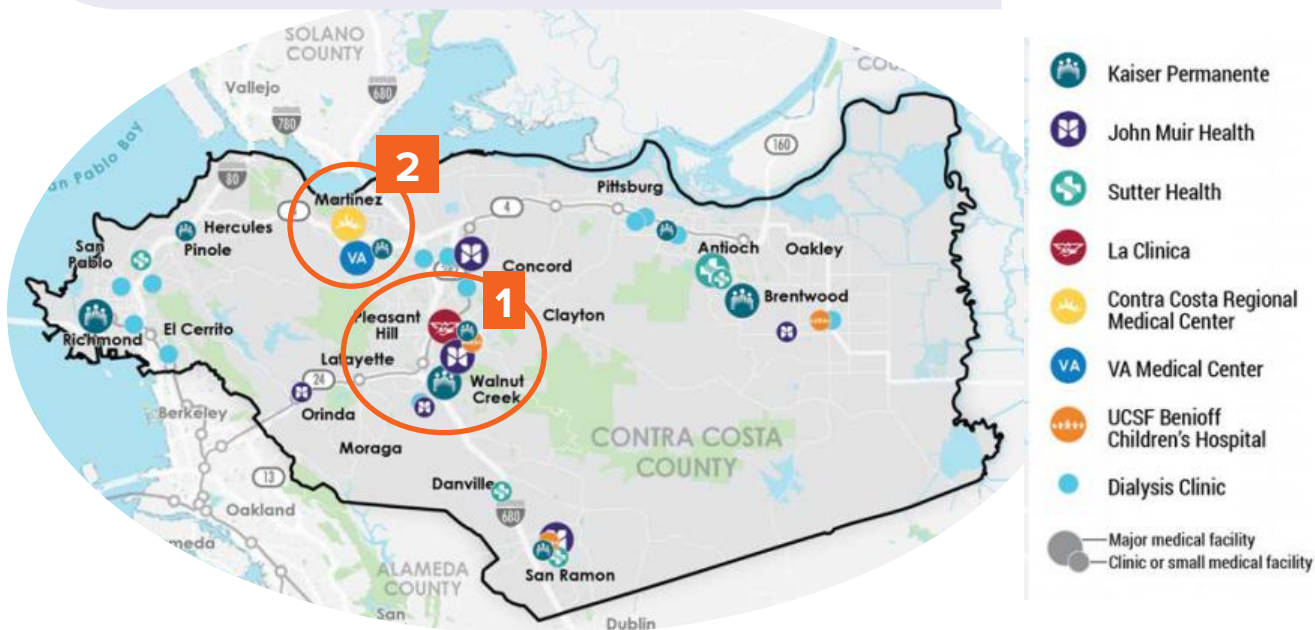 SOLANO
COUNTY
Vallejo
680
780
80
San Pablo Bay
160
2
Martinez
4
Pittsburg
Hercules
Pinole
San
Pablo
VA
Antioch
Oakley
Concord
1
Brentwood
Clayton
Pleasant
Hill
El Cerrito
Richmond
Lafayette
24
Walnut
Creek
Orinda
Berkeley
Moraga
CONTRA COSTA
COUNTY
13
Danville
Oakland
680
ALAMEDA
COUNTY
San Ramon
San
Dublin
Kaiser Permanente
John Muir Health
Sutter Health
La Clinica
Contra Costa Regional
Medical Center
VA
VA Medical Center
UCSF Benioff
Children's Hospital
Dialysis Clinic
Major medical facility
Clinic or small medical facility